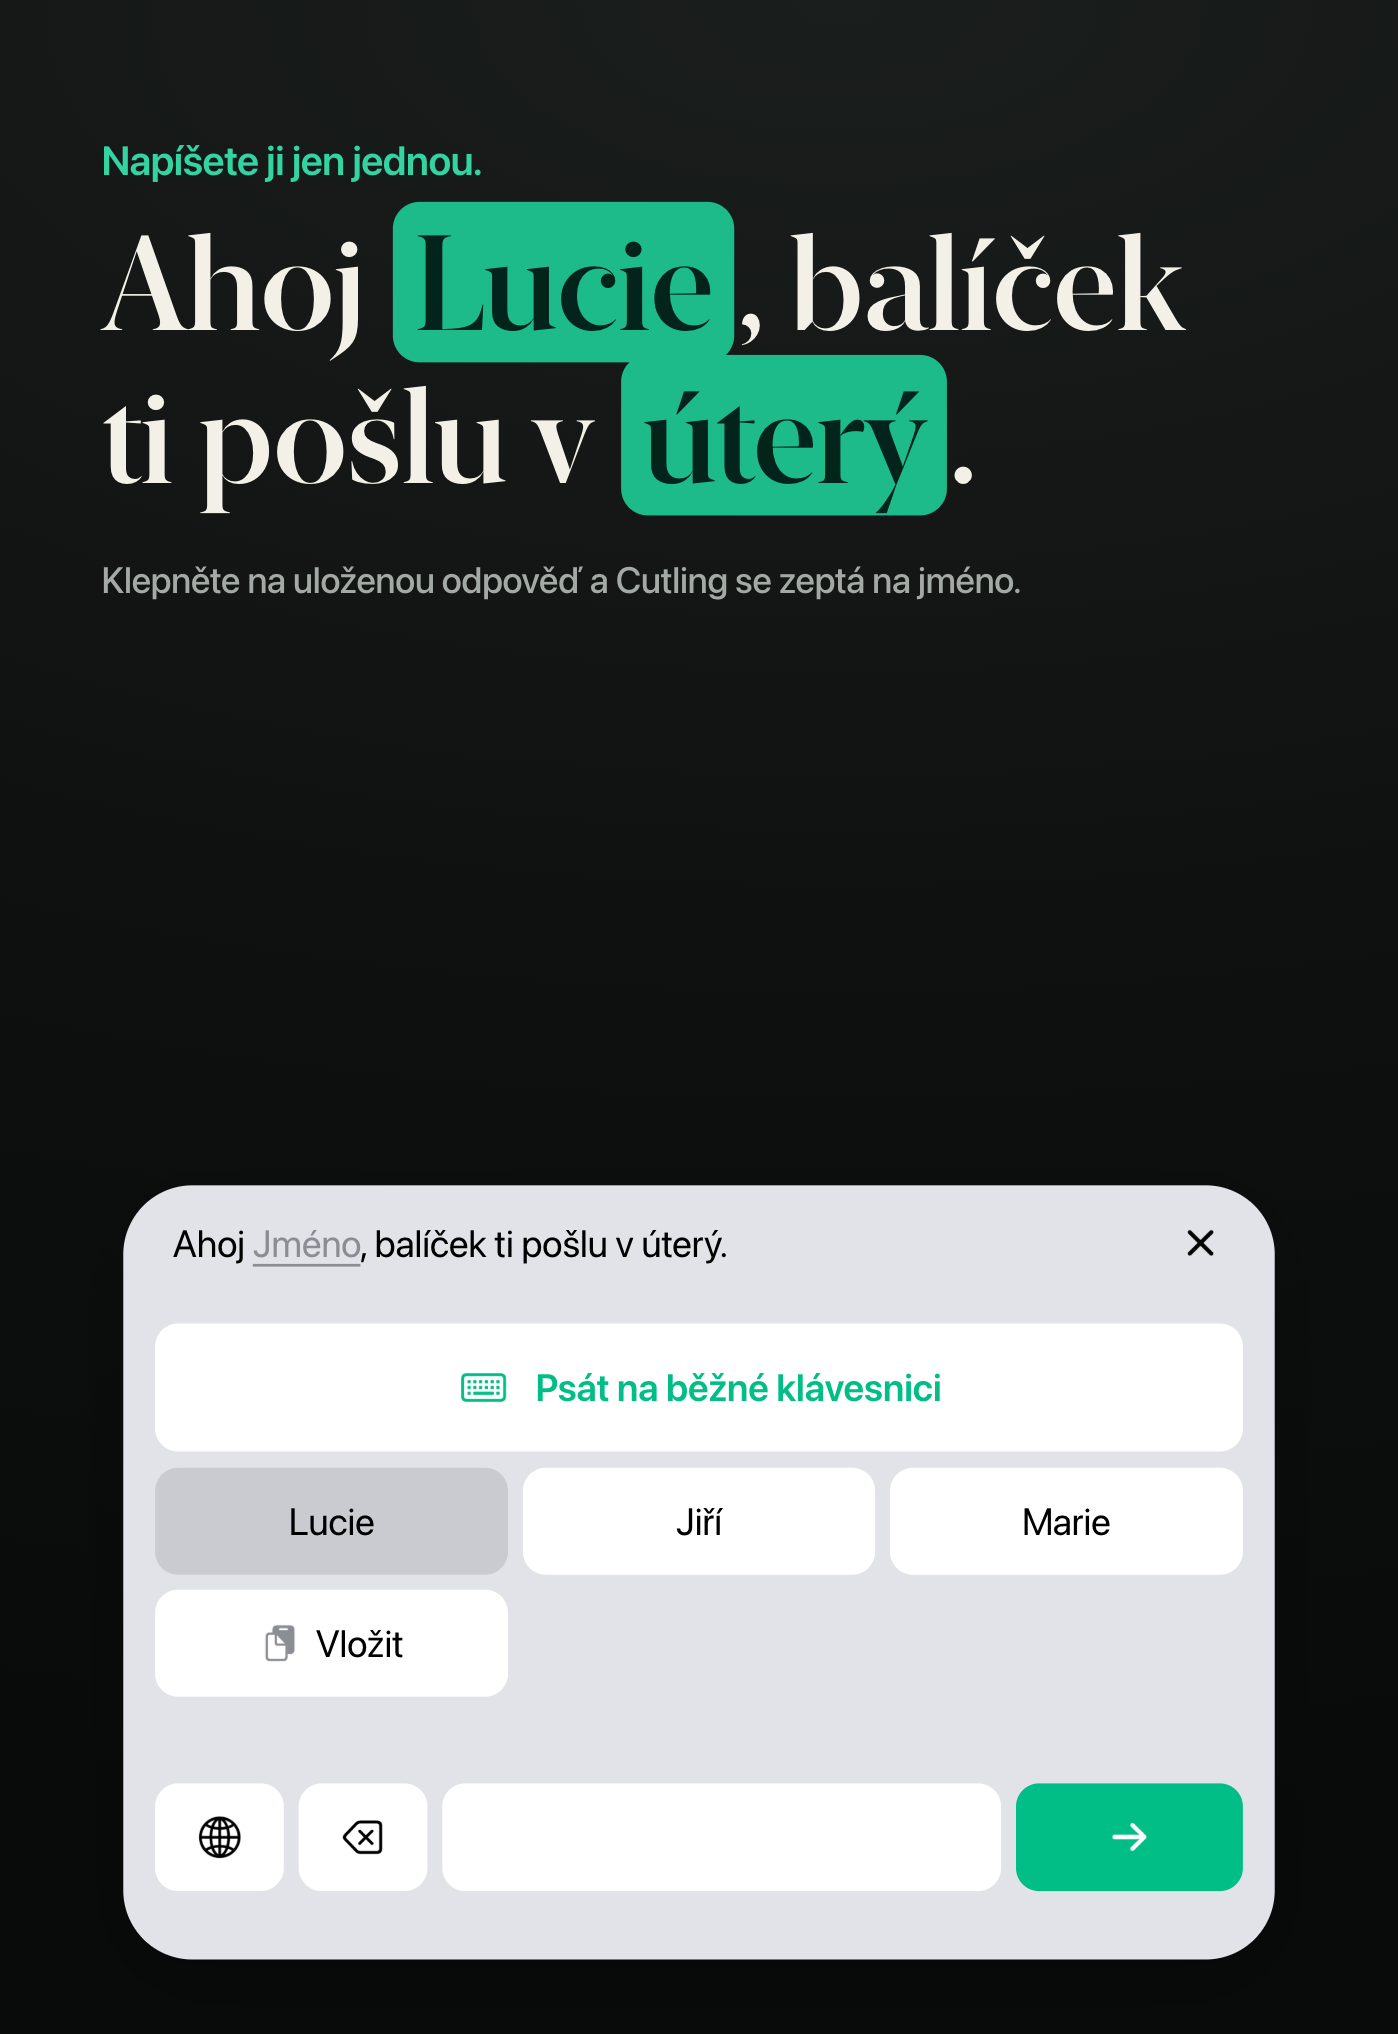 Napíšete ji jen jednou.
Ahoj Lucie, balíček
ti pošlu v úterý.
Klepněte na uloženou odpověď a Cutling se zeptá na jméno.
Ahoj Jméno, balíček ti pošlu v úterý.
Psát na běžné klávesnici
Lucie
Jiří
Marie
Vložit